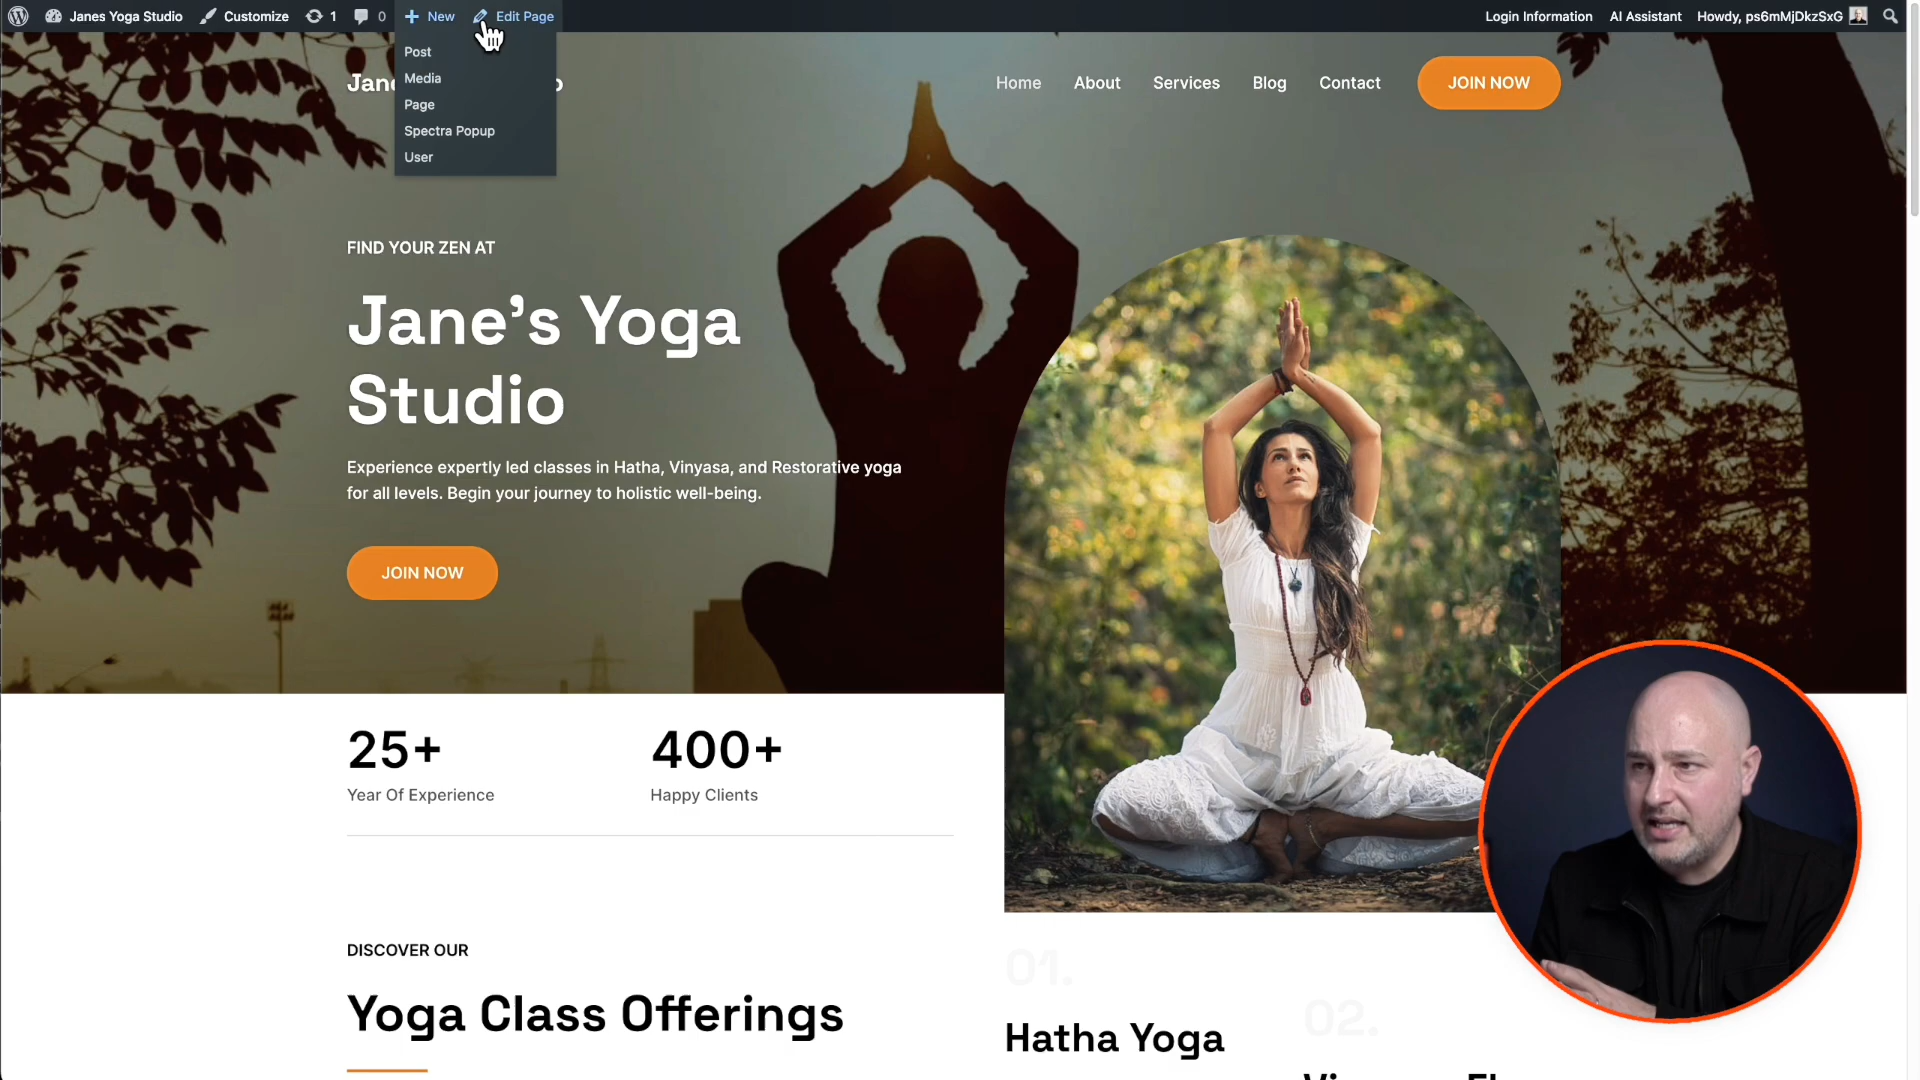 Janes Yoga Studio
Customize
1
0
New
Edit Page
Login Information
AI Assistant
Howdy, ps6mMjDkzSxG
Post
Media
Page
Spectra Popup
User
Home
About
Services
Blog
Contact
JOIN NOW
FIND YOUR ZEN AT
Jane's Yoga
Studio
Experience expertly led classes in Hatha, Vinyasa, and Restorative yoga
for all levels. Begin your journey to holistic well-being.
JOIN NOW
25+
Year Of Experience
400+
Happy Clients
DISCOVER OUR
Yoga Class Offerings
01.
Hatha Yoga
02.